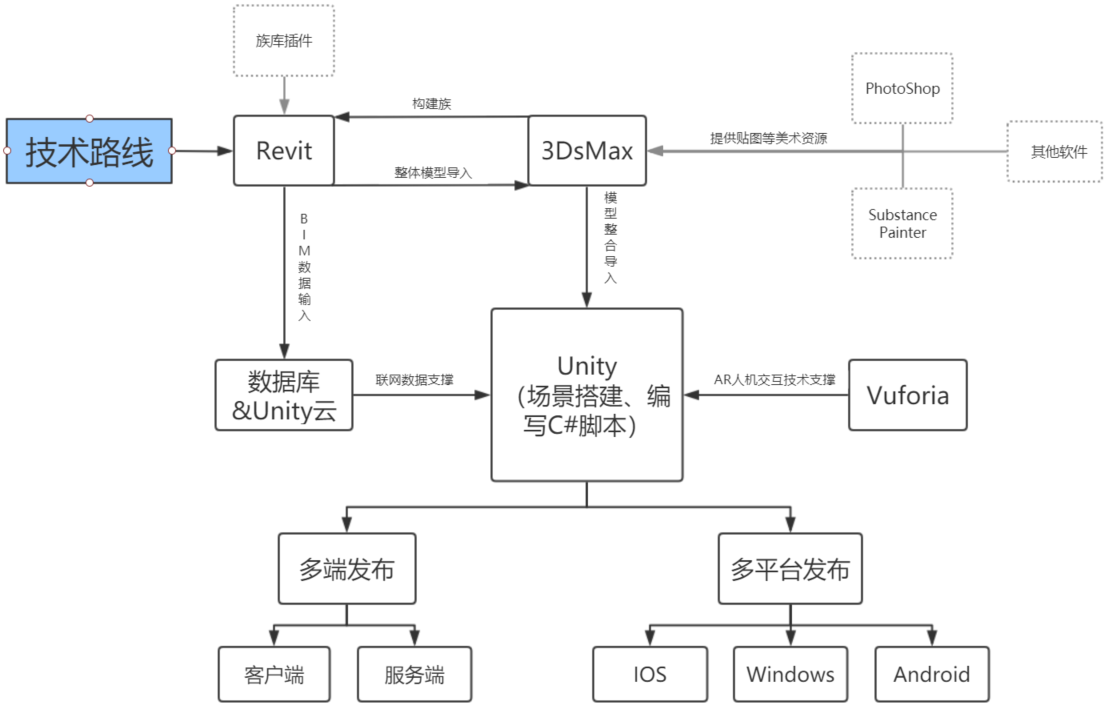 族库插件
PhotoShop
技术路线
Revit
构建族
整体模型导入
3DsMax
提供贴图等美术资源
其他软件
Substance
Painter
BIM数据输入
模型整合导入
数据库
&Unity云
联网数据支撑
Unity
（场景搭建、编
写C#脚本）
AR人机交互技术支撑
Vuforia
多端发布
多平台发布
客户端
服务端
IOS
Windows
Android